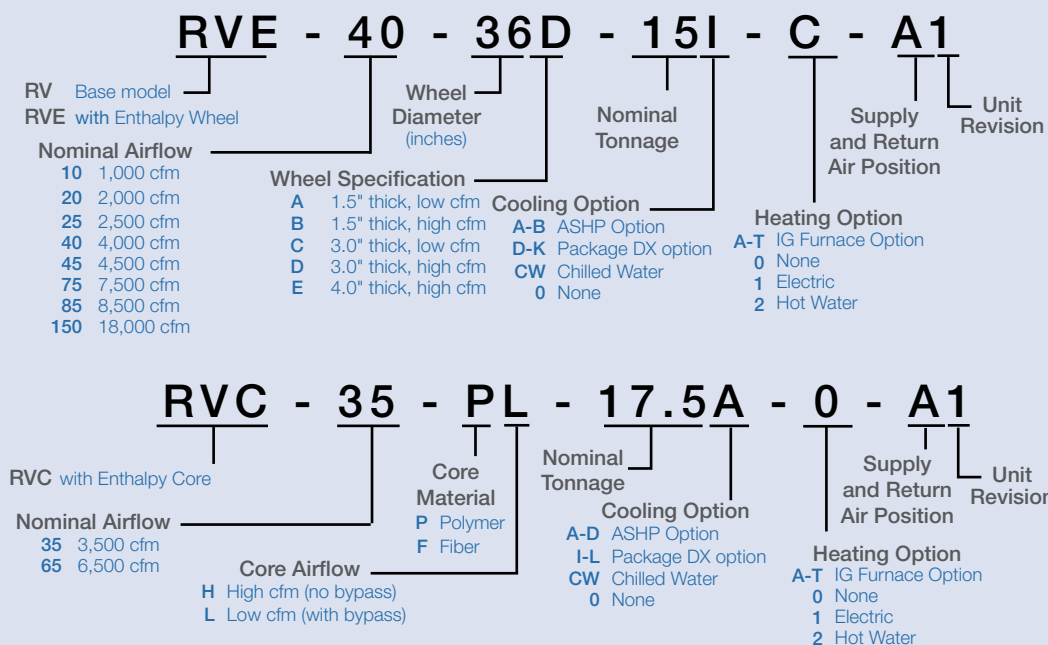 RVE - 40 - 36D - 15I - C - A1
RV Base model
RVE with Enthalpy Wheel
Nominal Airflow
10 1,000 cfm
20 2,000 cfm
25 2,500 cfm
40 4,000 cfm
45 4,500 cfm
75 7,500 cfm
85 8,500 cfm
150 18,000 cfm
Wheel
Diameter
(inches)
Wheel Specification
A 1.5" thick, low cfm
B 1.5" thick, high cfm
C 3.0" thick, low cfm
D 3.0" thick, high cfm
E 4.0" thick, high cfm
Nominal
Tonnage
Cooling Option
A-B ASHP Option
D-K Package DX option
CW Chilled Water
0 None
Heating Option
A-T IG Furnace Option
0 None
1 Electric
2 Hot Water
Supply
and Return
Air Position
Unit
Revision
RVC - 35 - PL - 17.5A - 0 - A1
RVC with Enthalpy Core
Nominal Airflow
35 3,500 cfm
65 6,500 cfm
Core
Material
P Polymer
F Fiber
Core Airflow
H High cfm (no bypass)
L Low cfm (with bypass)
Nominal
Tonnage
Cooling Option
A-D ASHP Option
I-L Package DX option
CW Chilled Water
0 None
Heating Option
A-T IG Furnace Option
0 None
1 Electric
2 Hot Water
Supply
and Return
Air Position
Unit
Revision